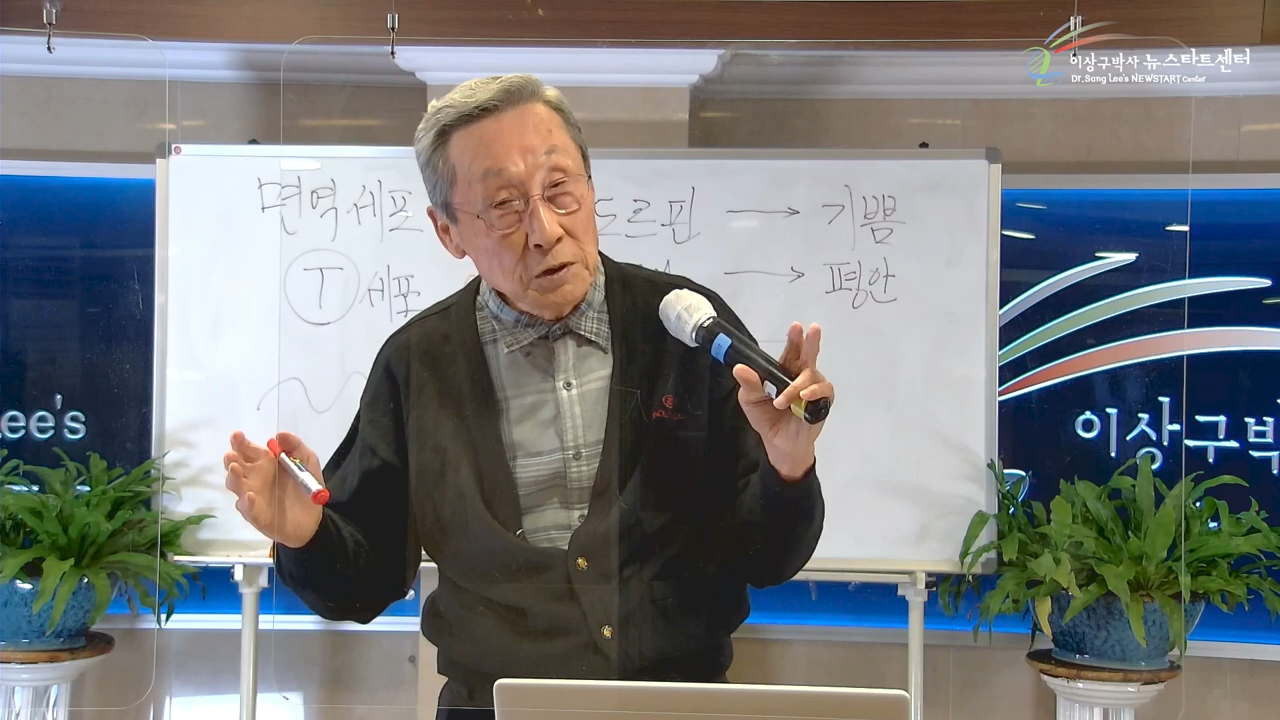 이상구박사 뉴스타트센터
Dr.Sang Lee's NEWSTART Center
면역세포 도르핀 → 기쁨
T 세포 → 평안
Lee's
이상구박